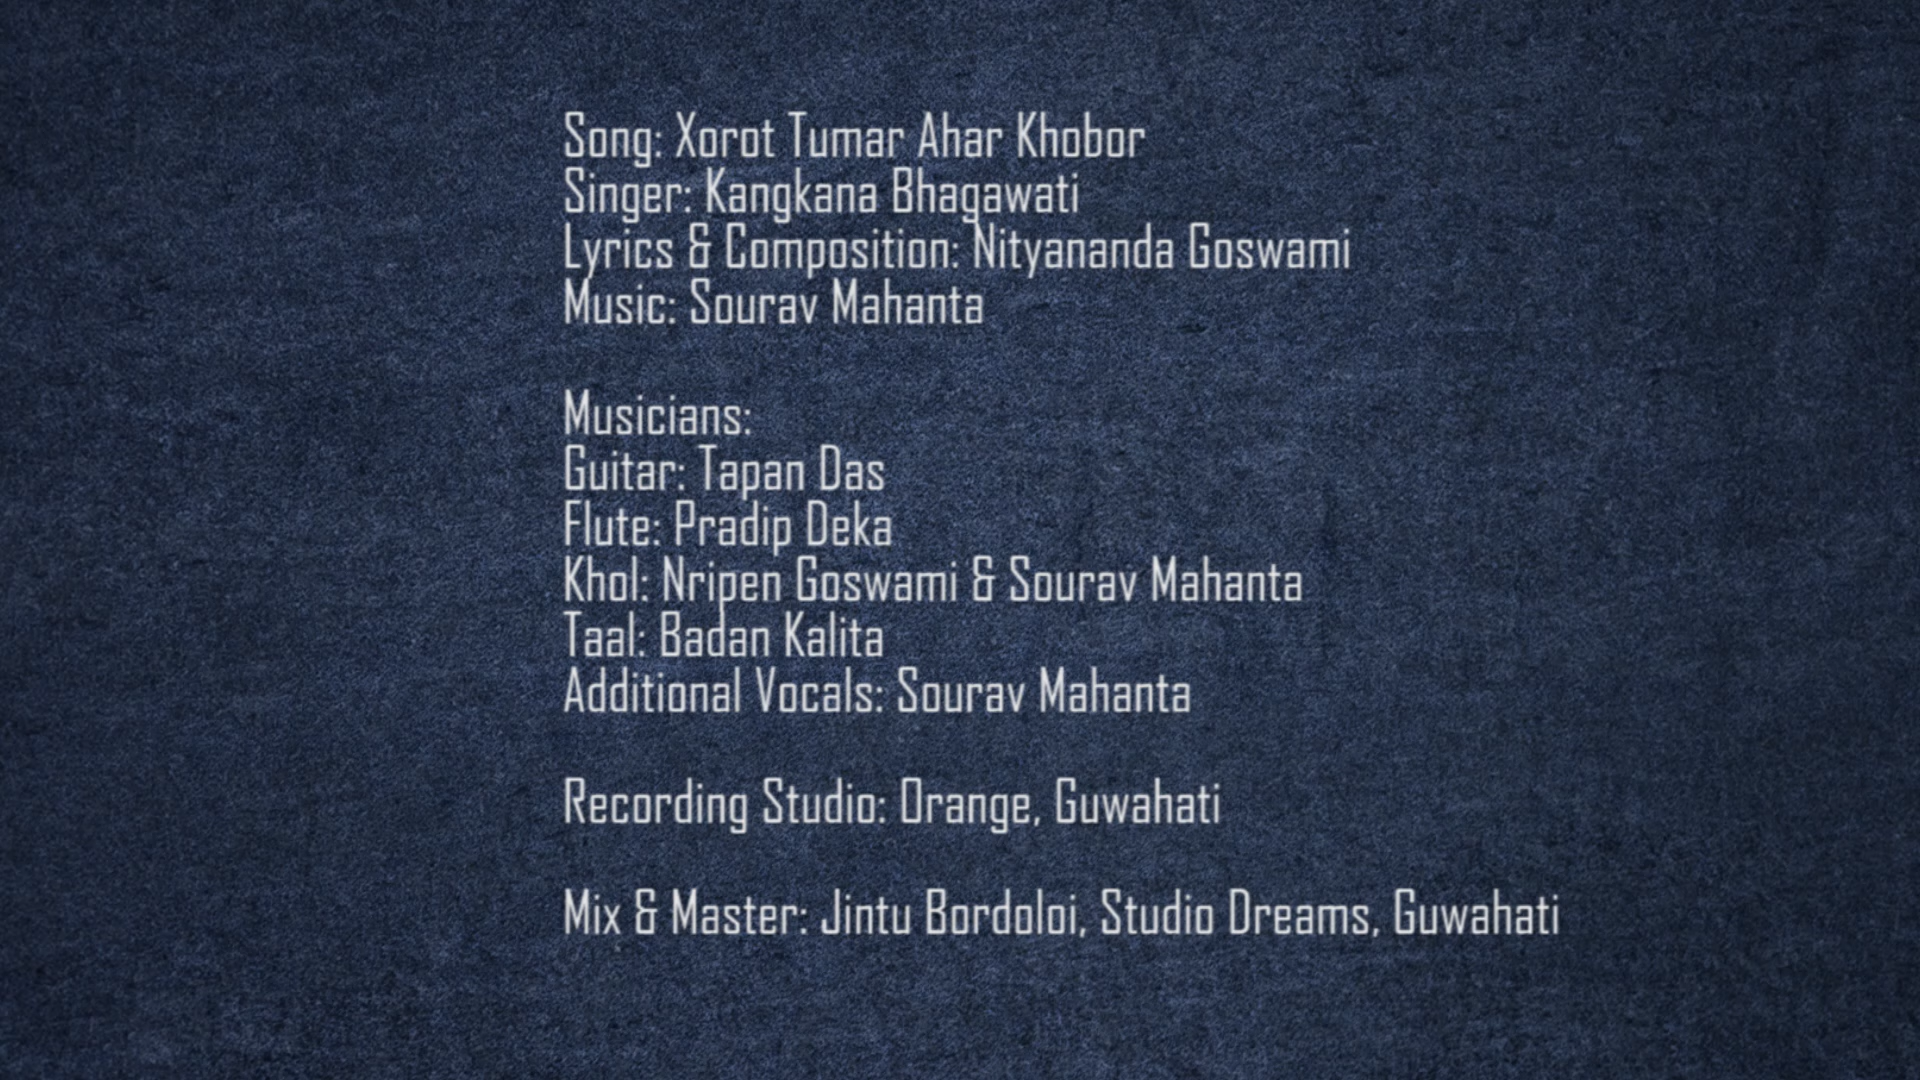 Song: Xorot Tumar Ahar Khobor
Singer: Kangkana Bhagawati
Lyrics & Composition: Nityananda Goswami
Music: Sourav Mahanta
Musicians:
Guitar: Tapan Das
Flute: Pradip Deka
Khol: Nripen Goswami & Sourav Mahanta
Taal: Badan Kalita
Additional Vocals: Sourav Mahanta
Recording Studio: Orange, Guwahati
Mix & Master: Jintu Bordoloi, Studio Dreams, Guwahati